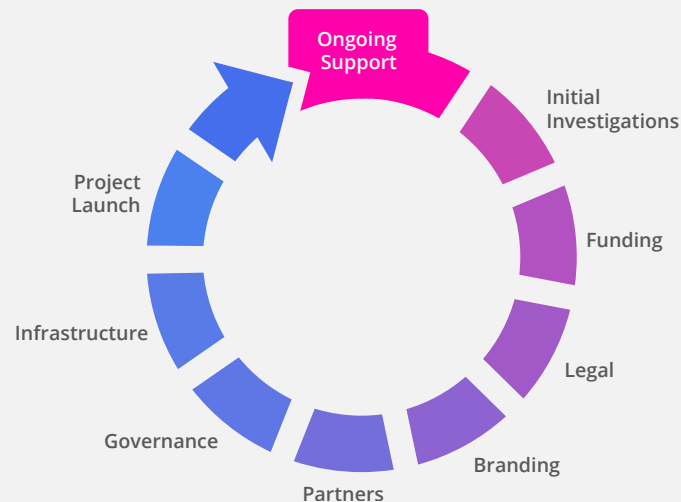 Ongoing
Support
Initial
Investigations
Funding
Legal
Branding
Partners
Governance
Infrastructure
Project
Launch